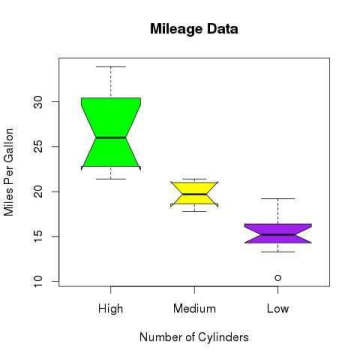 Mileage Data
Miles Per Gallon
30
25
20
15
10
High Medium Low
Number of Cylinders